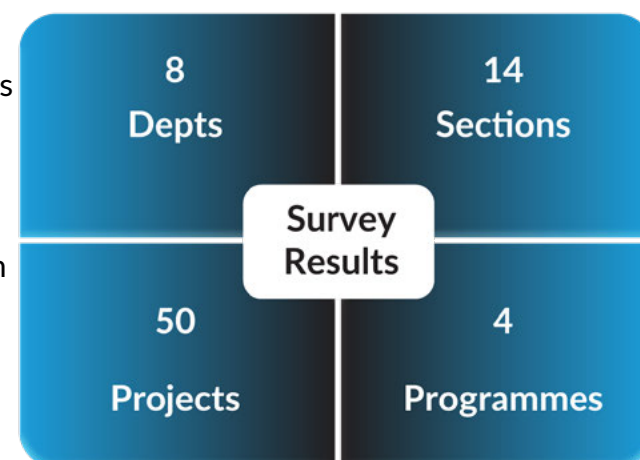 s
8
Depts
14
Sections
Survey
Results
n
50
Projects
4
Programmes